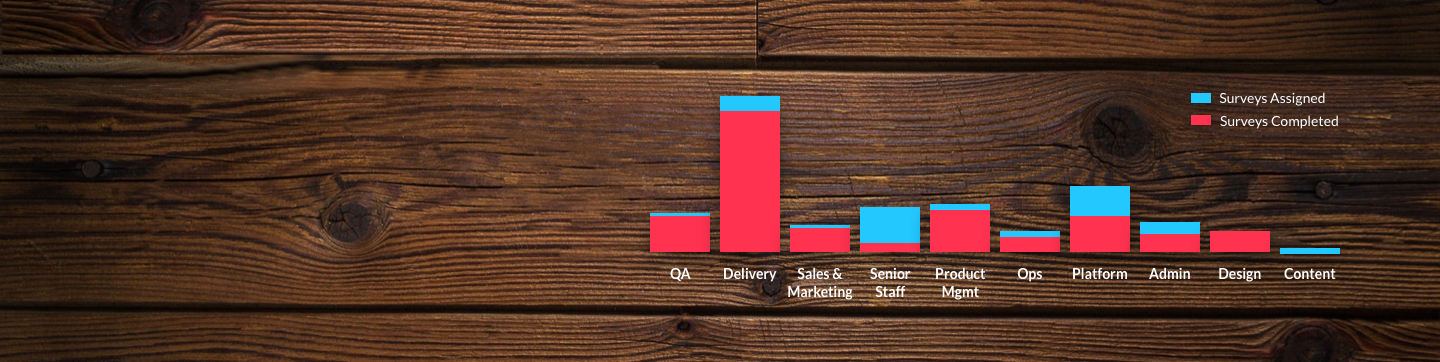 Surveys Assigned
Surveys Completed
QA
Delivery
Sales &
Marketing
Senior
Staff
Product
Mgmt
Ops
Platform
Admin
Design
Content